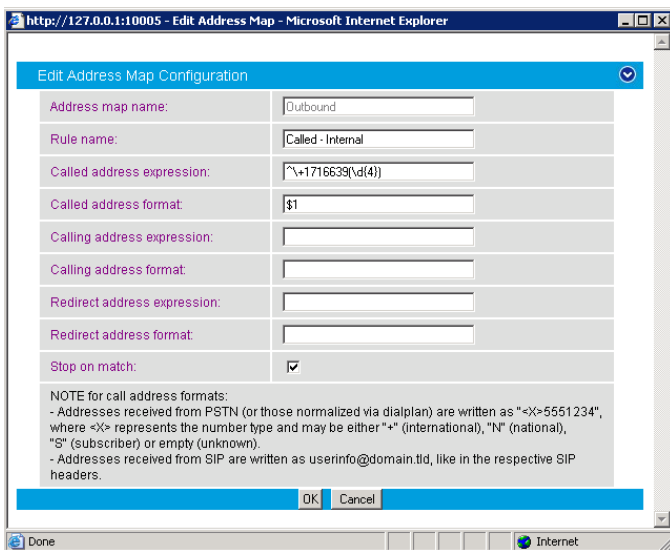 http://127.0.0.1:10005 - Edit Address Map - Microsoft Internet Explorer
Edit Address Map Configuration
Address map name: Outbound
Rule name: Called - Internal
Called address expression: ^\+1716639(\d{4})
Called address format: $1
Calling address expression:
Calling address format:
Redirect address expression:
Redirect address format:
Stop on match:
NOTE for call address formats:
- Addresses received from PSTN (or those normalized via dialplan) are written as "<X>5551234",
where <X> represents the number type and may be either "+" (international), "N" (national),
"S" (subscriber) or empty (unknown).
- Addresses received from SIP are written as userinfo@domain.tld, like in the respective SIP
headers.
OK Cancel
Done Internet